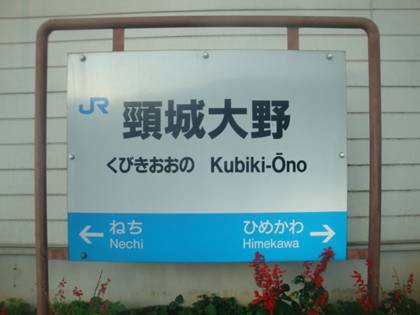 JR
頸城大野
くびきおおの Kubiki-Ōno
← ねち ひめかわ →
Nechi Himekawa